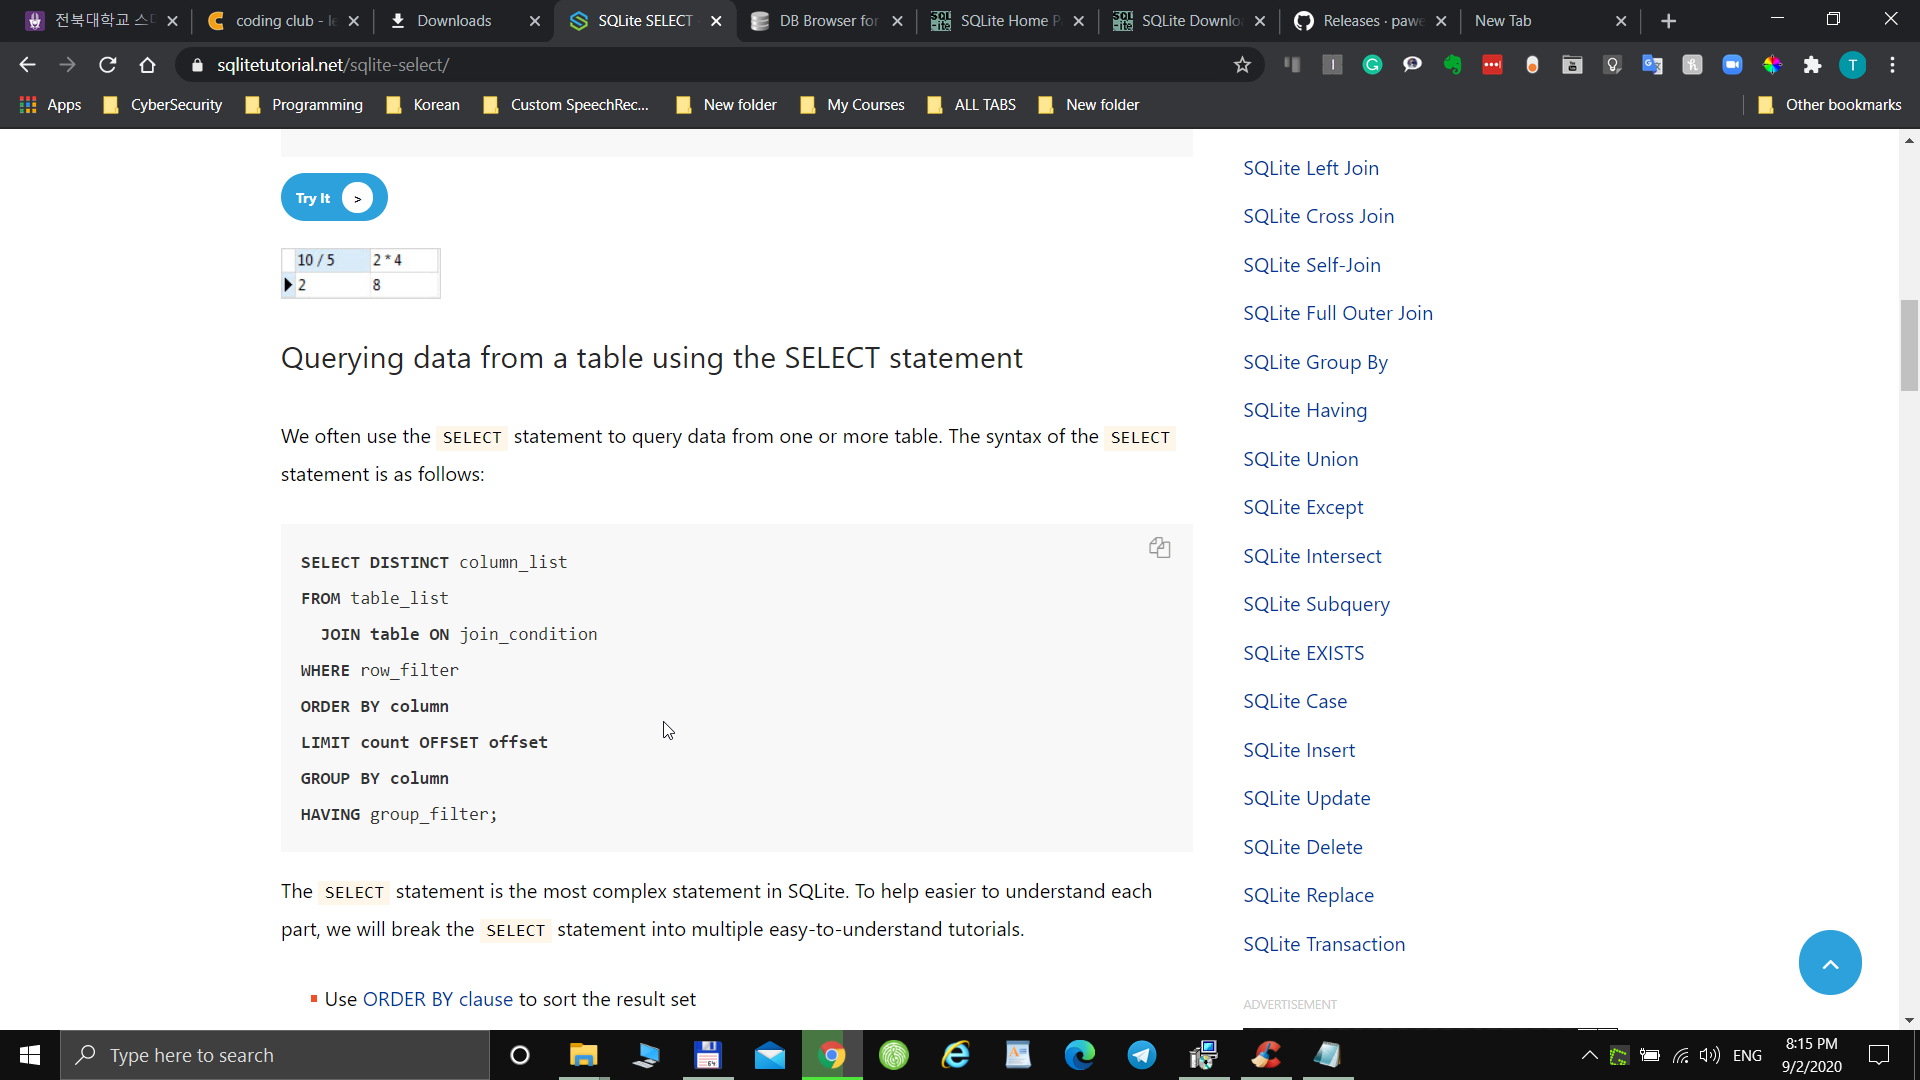 전북대학교 스
coding club - le
Downloads
SQLite SELECT
DB Browser for
SQLite Home P
SQLite Downlo
Releases · pawe
New Tab
sqlitetutorial.net/sqlite-select/
T
Apps
CyberSecurity
Programming
Korean
Custom SpeechRec...
New folder
My Courses
ALL TABS
New folder
Other bookmarks
Try It >
10 / 5 2 * 4
2 8
Querying data from a table using the SELECT statement
We often use the SELECT statement to query data from one or more table. The syntax of the SELECT
statement is as follows:
SELECT DISTINCT column_list
FROM table_list
JOIN table ON join_condition
WHERE row_filter
ORDER BY column
LIMIT count OFFSET offset
GROUP BY column
HAVING group_filter;
The SELECT statement is the most complex statement in SQLite. To help easier to understand each
part, we will break the SELECT statement into multiple easy-to-understand tutorials.
Use ORDER BY clause to sort the result set
SQLite Left Join
SQLite Cross Join
SQLite Self-Join
SQLite Full Outer Join
SQLite Group By
SQLite Having
SQLite Union
SQLite Except
SQLite Intersect
SQLite Subquery
SQLite EXISTS
SQLite Case
SQLite Insert
SQLite Update
SQLite Delete
SQLite Replace
SQLite Transaction
ADVERTISEMENT
Type here to search
ENG
8:15 PM
9/2/2020